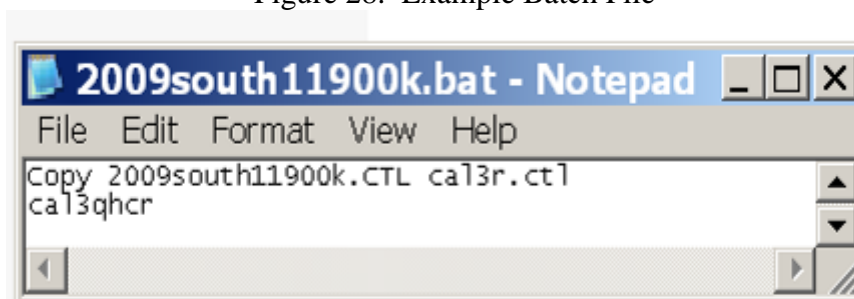 Figure 28. Example Batch File
2009south11900k.bat - Notepad
File Edit Format View Help
Copy 2009south11900k.CTL cal3r.ctl
cal3qhcr